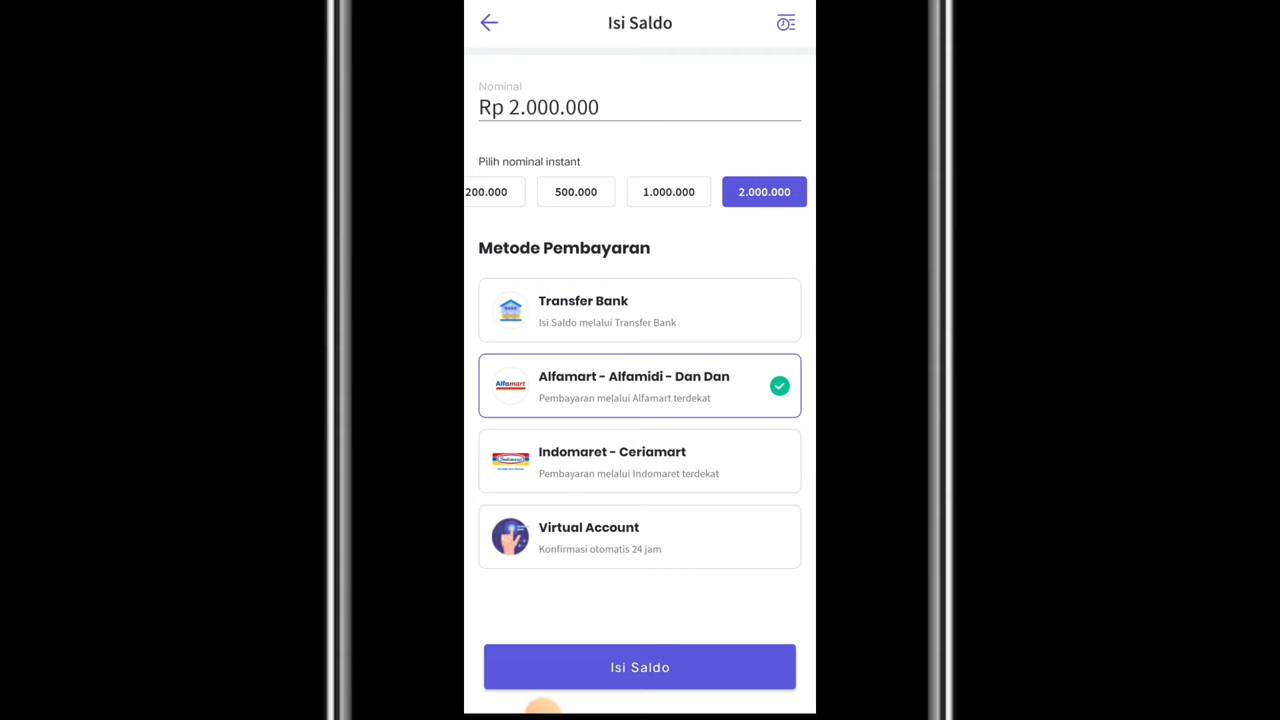 Isi Saldo
Nominal
Rp 2.000.000
Pilih nominal instant
200.000
500.000
1.000.000
2.000.000
Metode Pembayaran
BANK
Transfer Bank
Isi Saldo melalui Transfer Bank
Alfamart
Alfamart - Alfamidi - Dan Dan
Pembayaran melalui Alfamart terdekat
Indomaret
Indomaret - Ceriamart
Pembayaran melalui Indomaret terdekat
Virtual Account
Konfirmasi otomatis 24 jam
Isi Saldo